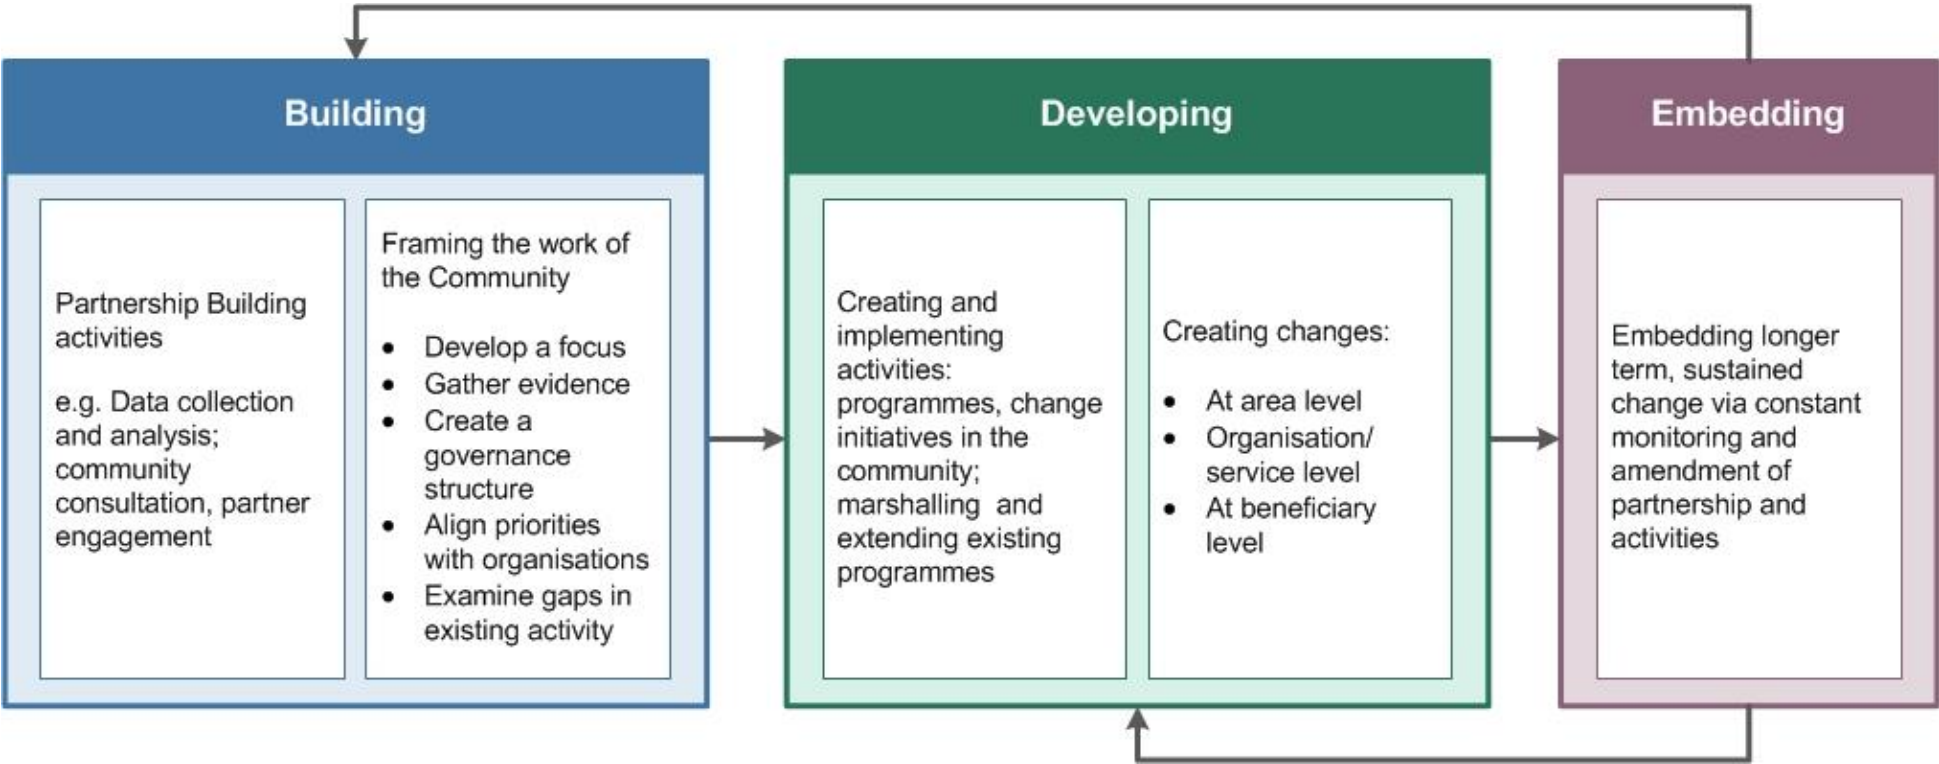 Building
Partnership Building
activities
e.g. Data collection
and analysis;
community
consultation, partner
engagement
Framing the work of
the Community
• Develop a focus
• Gather evidence
• Create a
governance
structure
• Align priorities
with organisations
• Examine gaps in
existing activity
Developing
Creating and
implementing
activities:
programmes, change
initiatives in the
community;
marshalling and
extending existing
programmes
Creating changes:
• At area level
• Organisation/
service level
• At beneficiary
level
Embedding
Embedding longer
term, sustained
change via constant
monitoring and
amendment of
partnership and
activities